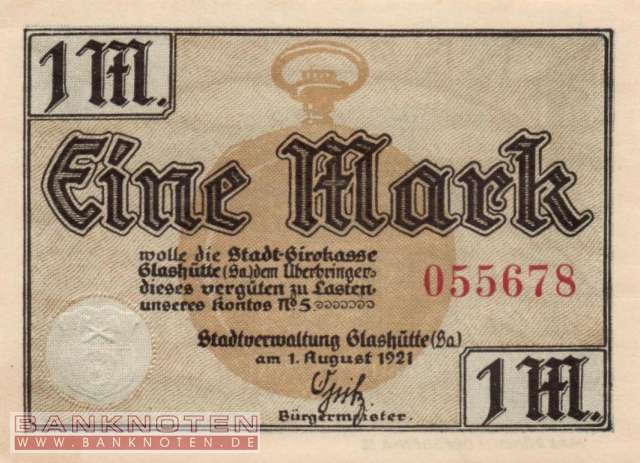 1 M.
Eine Mark
wolle die Stadt-Girokasse
Glashütte (Sa.) dem Überbringer
dieses vergüten zu Lasten
unseres Kontos No 5
055678
Stadtverwaltung Glashütte (Sa)
am 1. August 1921
Bürgermeister.
1 M.
BANKNOTEN
WWW.BANKNOTEN.DE